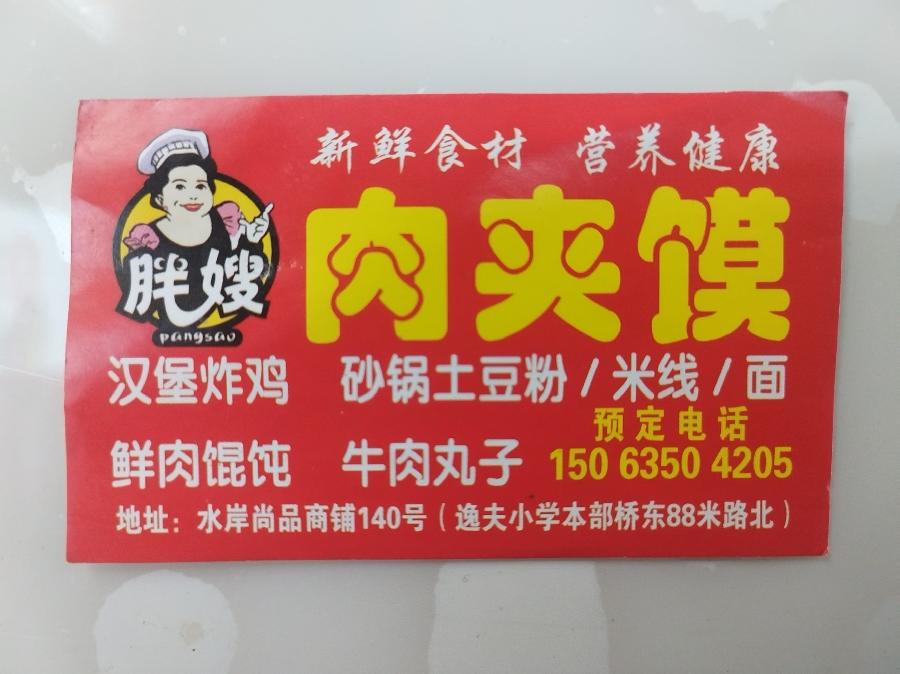 新鲜食材 营养健康
肉夹馍
胖嫂
pangsao
汉堡炸鸡 砂锅土豆粉/米线/面
预定电话
鲜肉馄饨 牛肉丸子 150 6350 4205
地址：水岸尚品商铺140号（逸夫小学本部桥东88米路北）